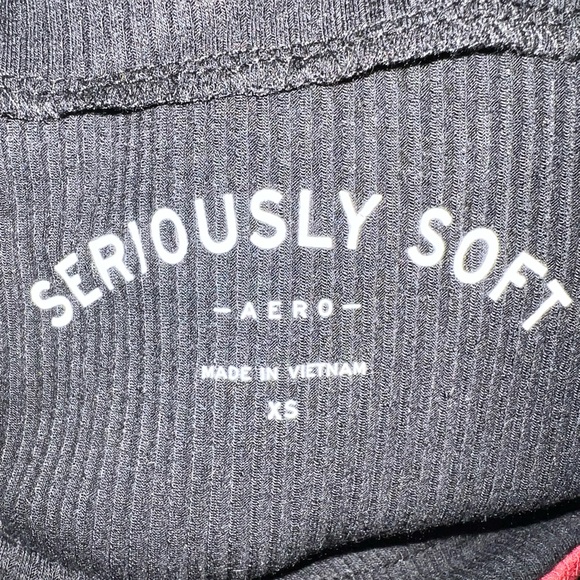 SERIOUSLY SOFT
- AERO -
MADE IN VIETNAM
XS